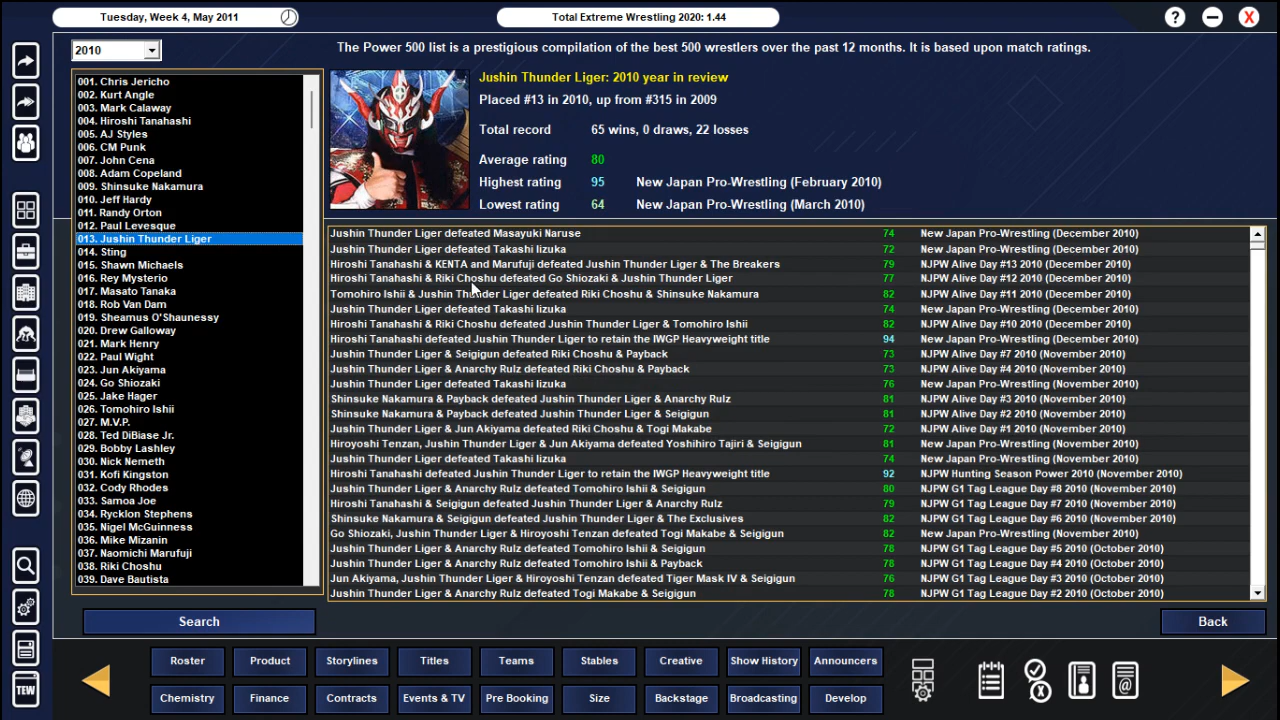 Tuesday, Week 4, May 2011
Total Extreme Wrestling 2020: 1.44
? X
2010
The Power 500 list is a prestigious compilation of the best 500 wrestlers over the past 12 months. It is based upon match ratings.
001. Chris Jericho
002. Kurt Angle
003. Mark Calaway
004. Hiroshi Tanahashi
005. AJ Styles
006. CM Punk
007. John Cena
008. Adam Copeland
009. Shinsuke Nakamura
010. Jeff Hardy
011. Randy Orton
012. Paul Levesque
013. Jushin Thunder Liger
014. Sting
015. Shawn Michaels
016. Rey Mysterio
017. Masato Tanaka
018. Rob Van Dam
019. Sheamus O'Shaunessy
020. Drew Galloway
021. Mark Henry
022. Paul Wight
023. Jun Akiyama
024. Go Shiozaki
025. Jake Hager
026. Tomohiro Ishii
027. M.V.P.
028. Ted DiBiase Jr.
029. Bobby Lashley
030. Nick Nemeth
031. Kofi Kingston
032. Cody Rhodes
033. Samoa Joe
034. Rycklon Stephens
035. Nigel McGuinness
036. Mike Mizanin
037. Naomichi Marufuji
038. Riki Choshu
039. Dave Bautista
Jushin Thunder Liger: 2010 year in review
Placed #13 in 2010, up from #315 in 2009
Total record 65 wins, 0 draws, 22 losses
Average rating 80
Highest rating 95 New Japan Pro-Wrestling (February 2010)
Lowest rating 64 New Japan Pro-Wrestling (March 2010)
Jushin Thunder Liger defeated Masayuki Naruse 74 New Japan Pro-Wrestling (December 2010)
Jushin Thunder Liger defeated Takashi Iizuka 72 New Japan Pro-Wrestling (December 2010)
Hiroshi Tanahashi & KENTA and Marufuji defeated Jushin Thunder Liger & The Breakers 79 NJPW Alive Day #13 2010 (December 2010)
Hiroshi Tanahashi & Riki Choshu defeated Go Shiozaki & Jushin Thunder Liger 77 NJPW Alive Day #12 2010 (December 2010)
Tomohiro Ishii & Jushin Thunder Liger defeated Riki Choshu & Shinsuke Nakamura 82 NJPW Alive Day #11 2010 (December 2010)
Jushin Thunder Liger defeated Takashi Iizuka 74 New Japan Pro-Wrestling (December 2010)
Hiroshi Tanahashi & Riki Choshu defeated Jushin Thunder Liger & Tomohiro Ishii 82 NJPW Alive Day #10 2010 (December 2010)
Hiroshi Tanahashi defeated Jushin Thunder Liger to retain the IWGP Heavyweight title 94 New Japan Pro-Wrestling (December 2010)
Jushin Thunder Liger & Seigigun defeated Riki Choshu & Payback 73 NJPW Alive Day #7 2010 (November 2010)
Jushin Thunder Liger & Anarchy Rulz defeated Riki Choshu & Payback 73 NJPW Alive Day #4 2010 (November 2010)
Jushin Thunder Liger defeated Takashi Iizuka 76 New Japan Pro-Wrestling (November 2010)
Shinsuke Nakamura & Payback defeated Jushin Thunder Liger & Anarchy Rulz 81 NJPW Alive Day #3 2010 (November 2010)
Shinsuke Nakamura & Payback defeated Jushin Thunder Liger & Seigigun 81 NJPW Alive Day #2 2010 (November 2010)
Jushin Thunder Liger & Jun Akiyama defeated Riki Choshu & Togi Makabe 72 NJPW Alive Day #1 2010 (November 2010)
Hiroyoshi Tenzan, Jushin Thunder Liger & Jun Akiyama defeated Yoshihiro Tajiri & Seigigun 81 New Japan Pro-Wrestling (November 2010)
Jushin Thunder Liger defeated Takashi Iizuka 74 New Japan Pro-Wrestling (November 2010)
Hiroshi Tanahashi defeated Jushin Thunder Liger to retain the IWGP Heavyweight title 92 NJPW Hunting Season Power 2010 (November 2010)
Jushin Thunder Liger & Anarchy Rulz defeated Tomohiro Ishii & Seigigun 80 NJPW G1 Tag League Day #8 2010 (November 2010)
Hiroshi Tanahashi & Seigigun defeated Jushin Thunder Liger & Anarchy Rulz 79 NJPW G1 Tag League Day #7 2010 (November 2010)
Shinsuke Nakamura & Seigigun defeated Jushin Thunder Liger & The Exclusives 82 NJPW G1 Tag League Day #6 2010 (November 2010)
Go Shiozaki, Jushin Thunder Liger & Hiroyoshi Tenzan defeated Togi Makabe & Seigigun 82 New Japan Pro-Wrestling (November 2010)
Jushin Thunder Liger & Anarchy Rulz defeated Tomohiro Ishii & Seigigun 78 NJPW G1 Tag League Day #5 2010 (October 2010)
Jushin Thunder Liger & Anarchy Rulz defeated Tomohiro Ishii & Payback 78 NJPW G1 Tag League Day #4 2010 (October 2010)
Jun Akiyama, Jushin Thunder Liger & Hiroyoshi Tenzan defeated Tiger Mask IV & Seigigun 76 NJPW G1 Tag League Day #3 2010 (October 2010)
Jushin Thunder Liger & Anarchy Rulz defeated Togi Makabe & Seigigun 78 NJPW G1 Tag League Day #2 2010 (October 2010)
Search
Back
TEW
Roster Product Storylines Titles Teams Stables Creative Show History Announcers
Chemistry Finance Contracts Events & TV Pre Booking Size Backstage Broadcasting Develop